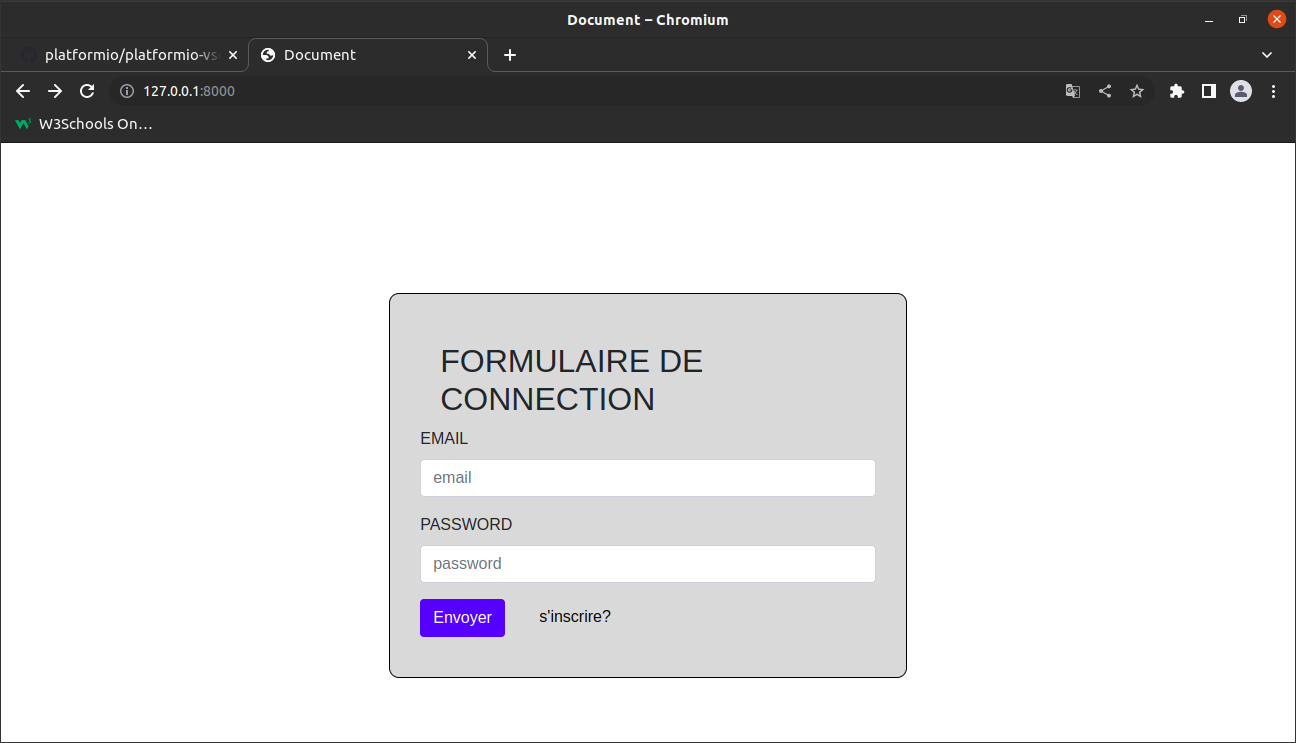 Document – Chromium
platformio/platformio-vs
Document
127.0.0.1:8000
W3Schools On…
FORMULAIRE DE
CONNECTION
EMAIL
email
PASSWORD
password
Envoyer
s'inscrire?